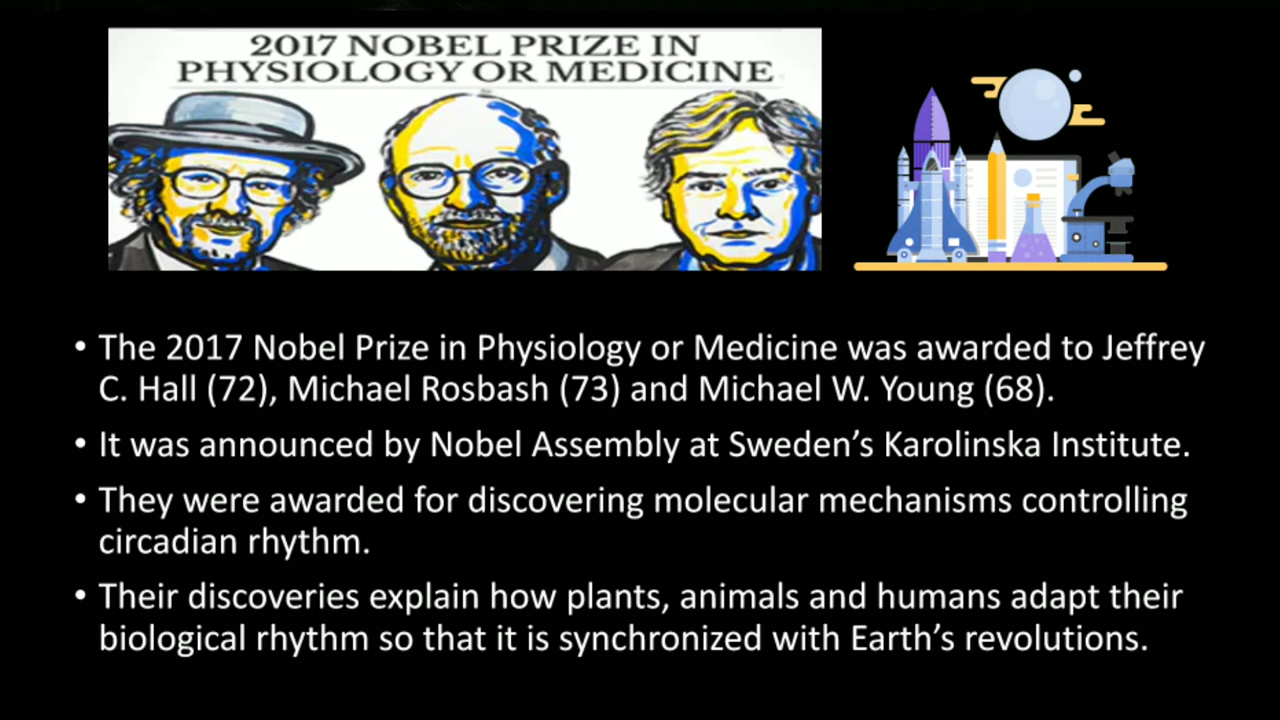 2017 NOBEL PRIZE IN
PHYSIOLOGY OR MEDICINE
• The 2017 Nobel Prize in Physiology or Medicine was awarded to Jeffrey
C. Hall (72), Michael Rosbash (73) and Michael W. Young (68).
• It was announced by Nobel Assembly at Sweden’s Karolinska Institute.
• They were awarded for discovering molecular mechanisms controlling
circadian rhythm.
• Their discoveries explain how plants, animals and humans adapt their
biological rhythm so that it is synchronized with Earth’s revolutions.